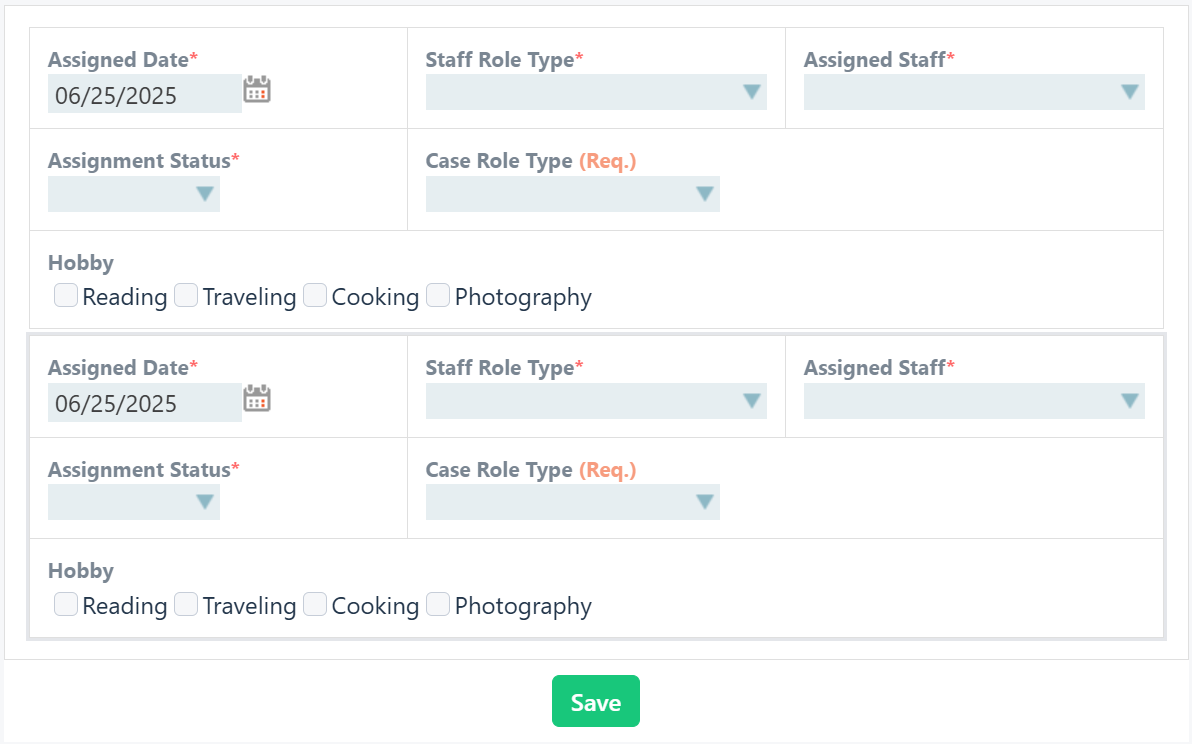 Assigned Date* Staff Role Type* Assigned Staff*
06/25/2025
Assignment Status* Case Role Type (Req.)
Hobby
Reading Traveling Cooking Photography
Assigned Date* Staff Role Type* Assigned Staff*
06/25/2025
Assignment Status* Case Role Type (Req.)
Hobby
Reading Traveling Cooking Photography
Save